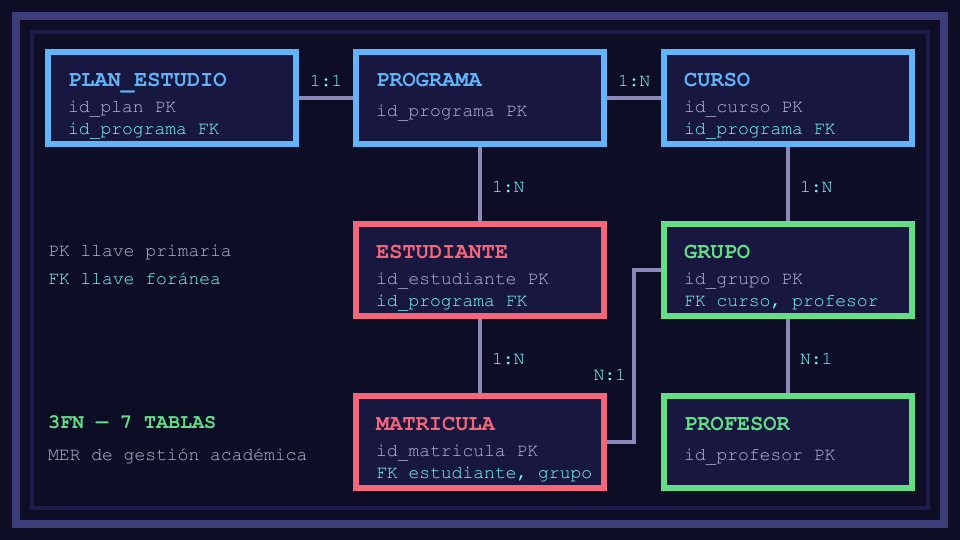 PLAN_ESTUDIO
id_plan PK
id_programa FK
1:1
PROGRAMA
id_programa PK
1:N
CURSO
id_curso PK
id_programa FK
1:N
1:N
PK llave primaria
FK llave foránea
ESTUDIANTE
id_estudiante PK
id_programa FK
GRUPO
id_grupo PK
FK curso, profesor
1:N
N:1
N:1
3FN — 7 TABLAS
MER de gestión académica
MATRICULA
id_matricula PK
FK estudiante, grupo
PROFESOR
id_profesor PK